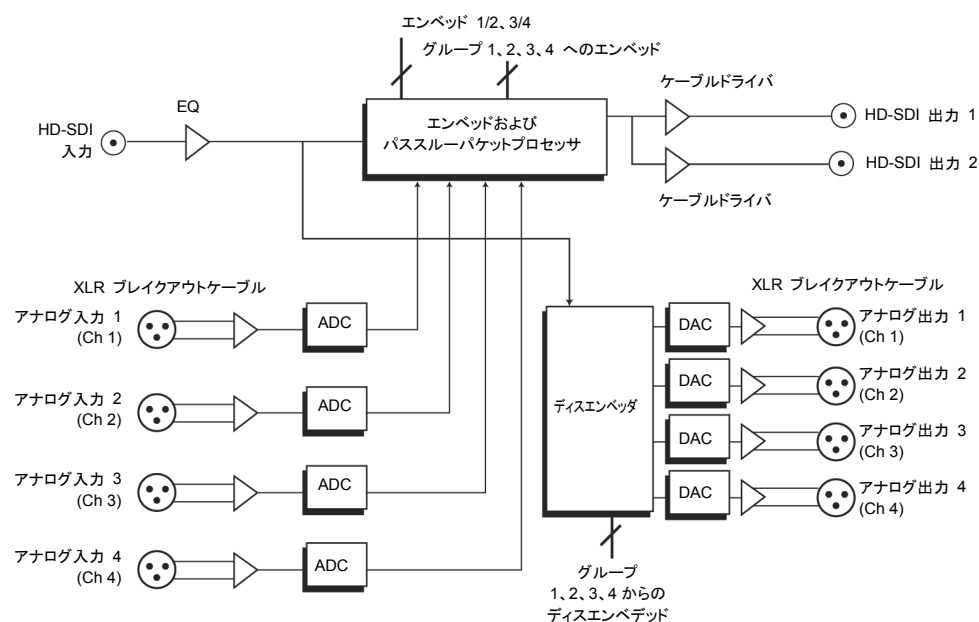 エンベッド 1/2、3/4
グループ 1、2、3、4 へのエンベッド
ケーブルドライバ
EQ
HD-SDI
入力
エンベッドおよび
パススルーパケットプロセッサ
HD-SDI 出力 1
HD-SDI 出力 2
ケーブルドライバ
XLR ブレイクアウトケーブル
アナログ入力 1
(Ch 1)
ADC
アナログ入力 2
(Ch 2)
ADC
アナログ入力 3
(Ch 3)
ADC
アナログ入力 4
(Ch 4)
ADC
ディスエンベッダ
XLR ブレイクアウトケーブル
DAC
アナログ出力 1
(Ch 1)
DAC
アナログ出力 2
(Ch 2)
DAC
アナログ出力 3
(Ch 3)
DAC
アナログ出力 4
(Ch 4)
グループ
1、2、3、4 からの
ディスエンベデッド